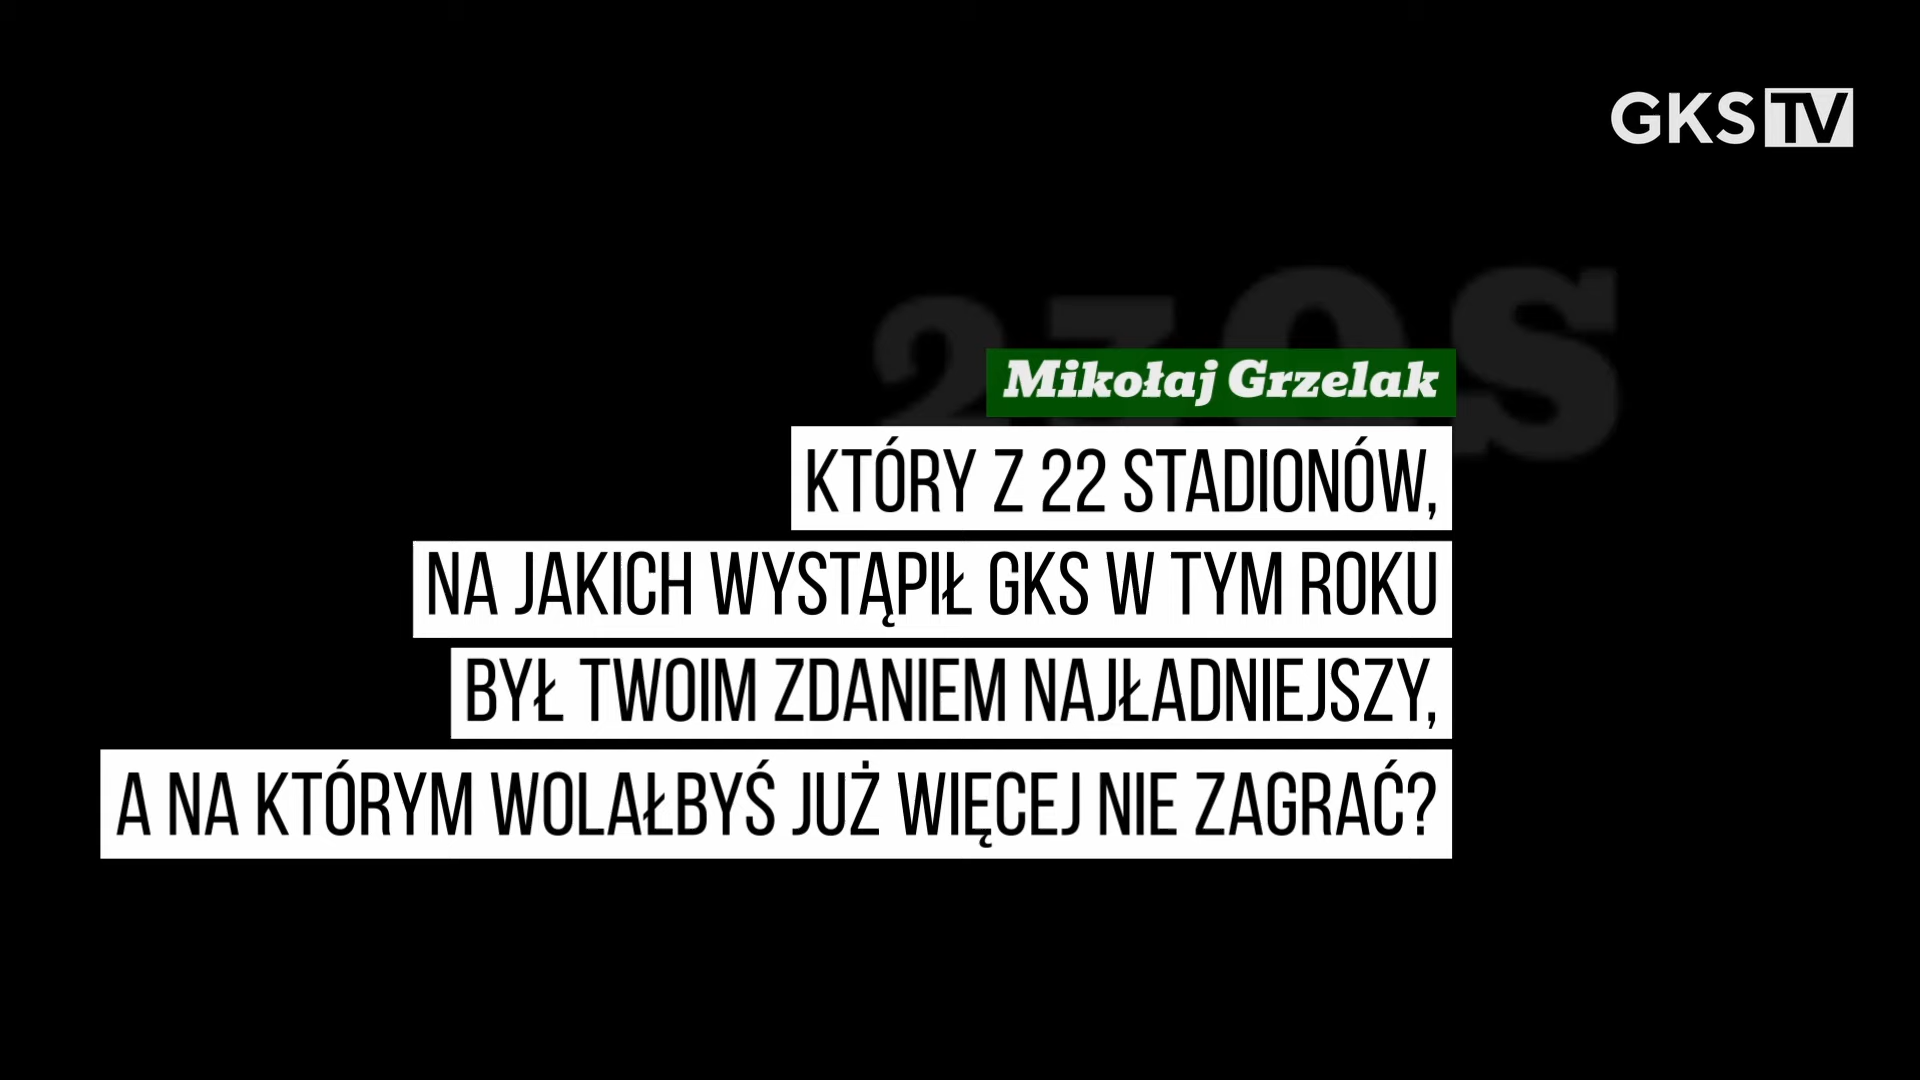 GKS TV
Mikołaj Grzelak
KTÓRY Z 22 STADIONÓW,
NA JAKICH WYSTĄPIŁ GKS W TYM ROKU
BYŁ TWOIM ZDANIEM NAJŁADNIEJSZY,
A NA KTÓRYM WOLAŁBYŚ JUŻ WIĘCEJ NIE ZAGRAĆ?